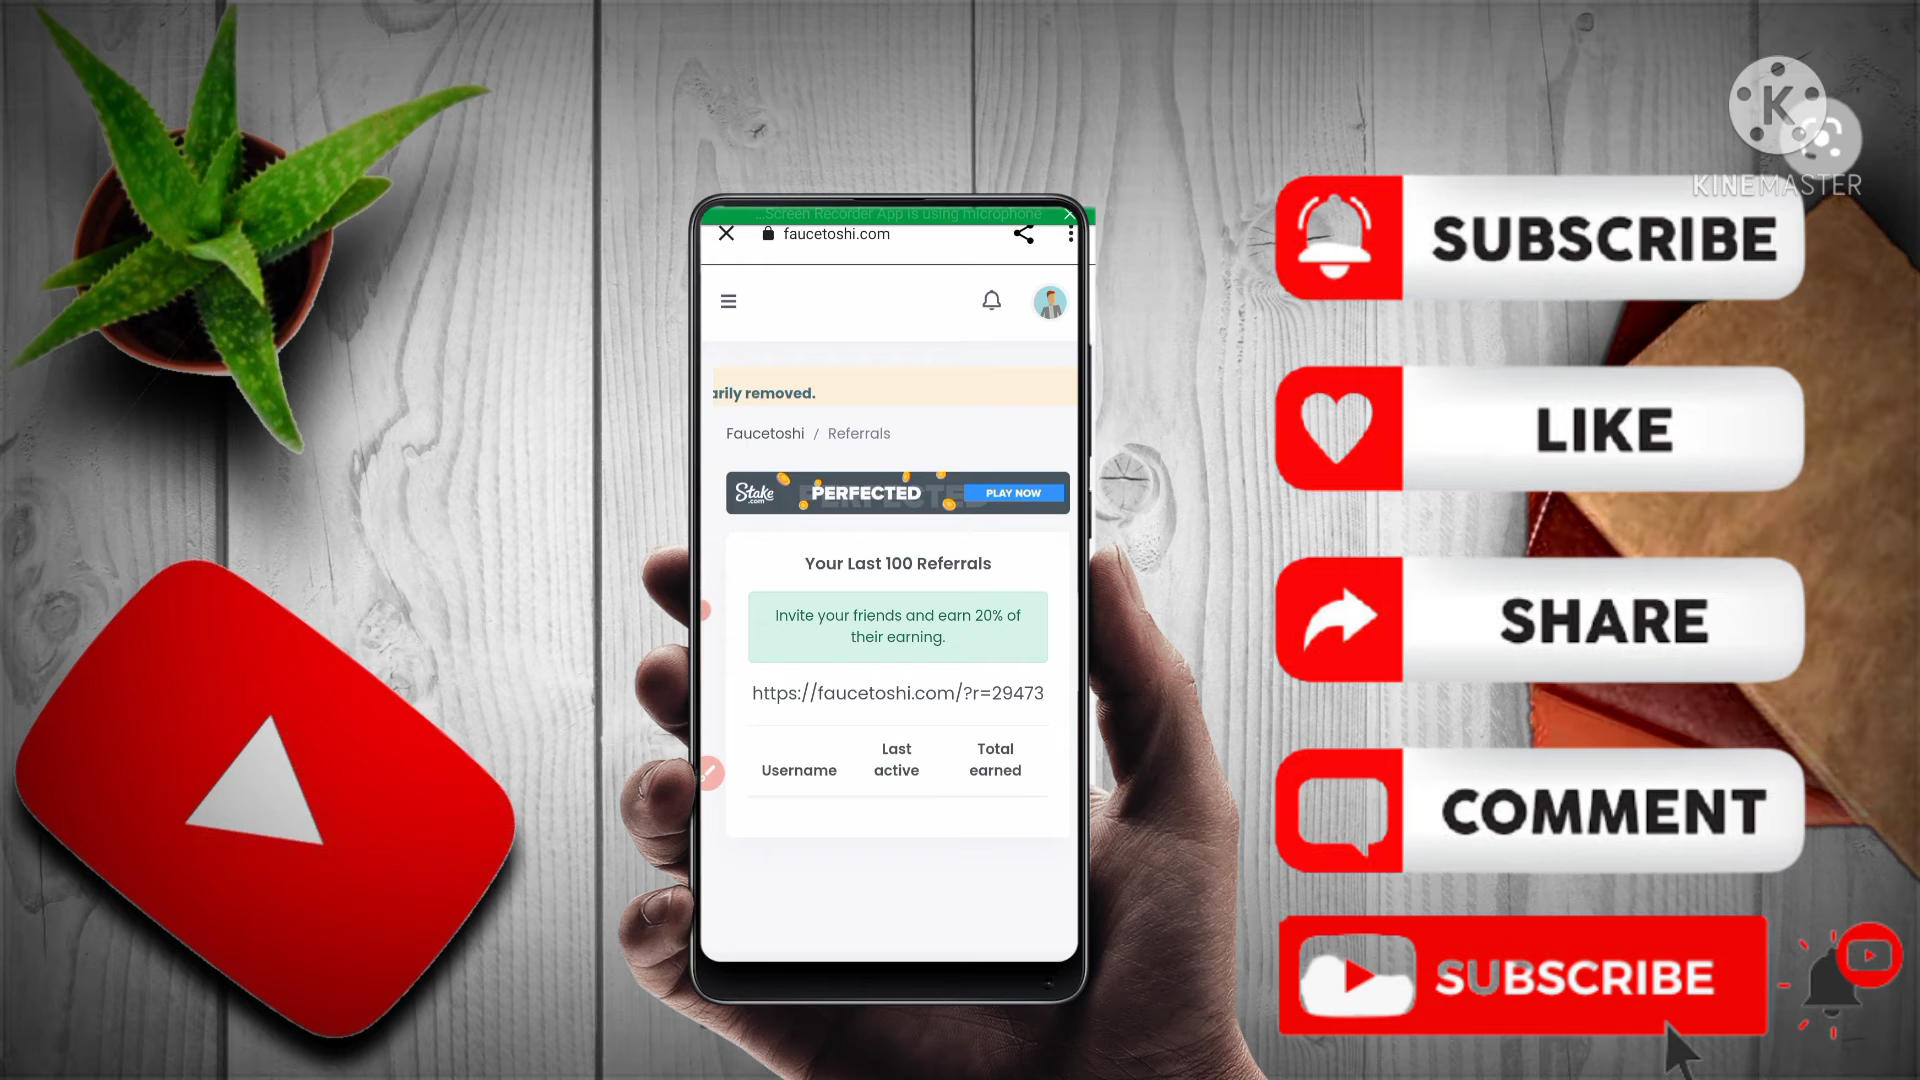 ...Screen Recorder App is using microphone
faucetoshi.com
arily removed.
Faucetoshi / Referrals
Stake
.com
PERFECTED
PLAY NOW
Your Last 100 Referrals
Invite your friends and earn 20% of
their earning.
https://faucetoshi.com/?r=29473
Username
Last
active
Total
earned
K
KINEMASTER
SUBSCRIBE
LIKE
SHARE
COMMENT
SUBSCRIBE